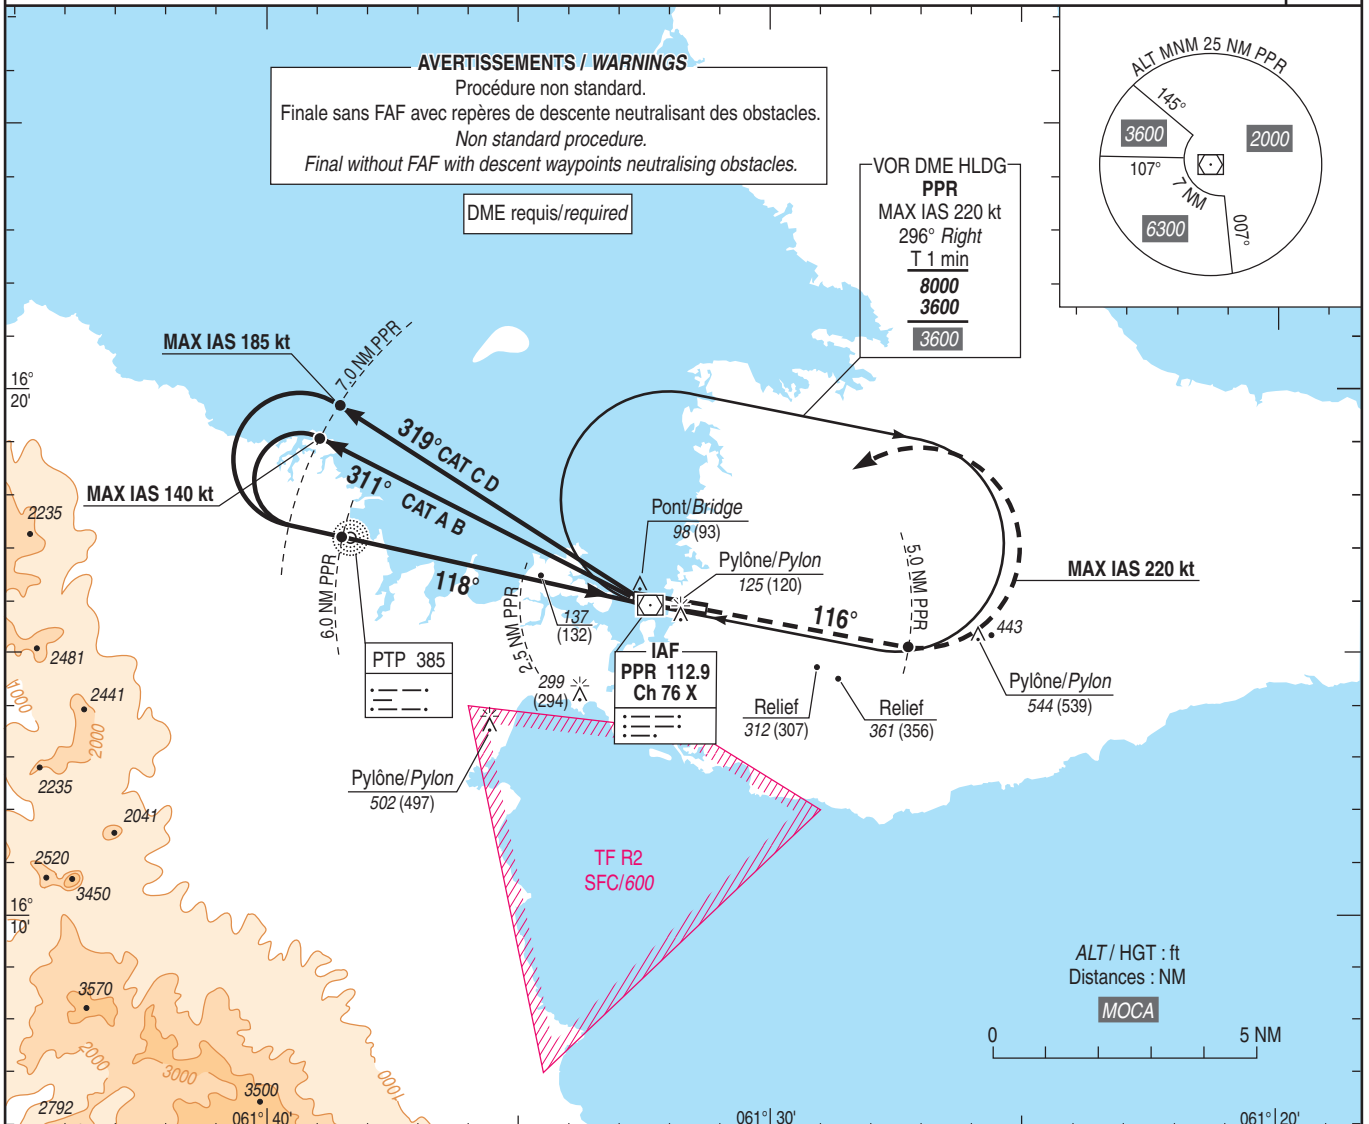 AVERTISSEMENTS / WARNINGS
Procédure non standard.
Finale sans FAF avec repères de descente neutralisant des obstacles.
Non standard procedure.
Final without FAF with descent waypoints neutralising obstacles.
DME requis/required
ALT MNM 25 NM PPR
145°
3600
2000
107°
7 NM
6300
007°
VOR DME HLDG
PPR
MAX IAS 220 kt
296° Right
T 1 min
8000
3600
3600
MAX IAS 185 kt
7.0 NM PPR
16°
20'
319° CAT C D
311° CAT A B
MAX IAS 140 kt
2235
Pont/Bridge
98 (93)
Pylône/Pylon
125 (120)
5.0 NM PPR
MAX IAS 220 kt
6.0 NM PPR
118°
2.5 NM PPR
137
(132)
116°
443
2481
1000
2441
2000
2235
PTP 385
299
(294)
IAF
PPR 112.9
Ch 76 X
Relief
312 (307)
Relief
361 (356)
Pylône/Pylon
544 (539)
Pylône/Pylon
502 (497)
2041
2520
3450
TF R2
SFC/600
16°
10'
3570
2000
3000
1000
3500
2792
ALT / HGT : ft
Distances : NM
MOCA
0
5 NM
061° 40'
061° 30'
061° 20'